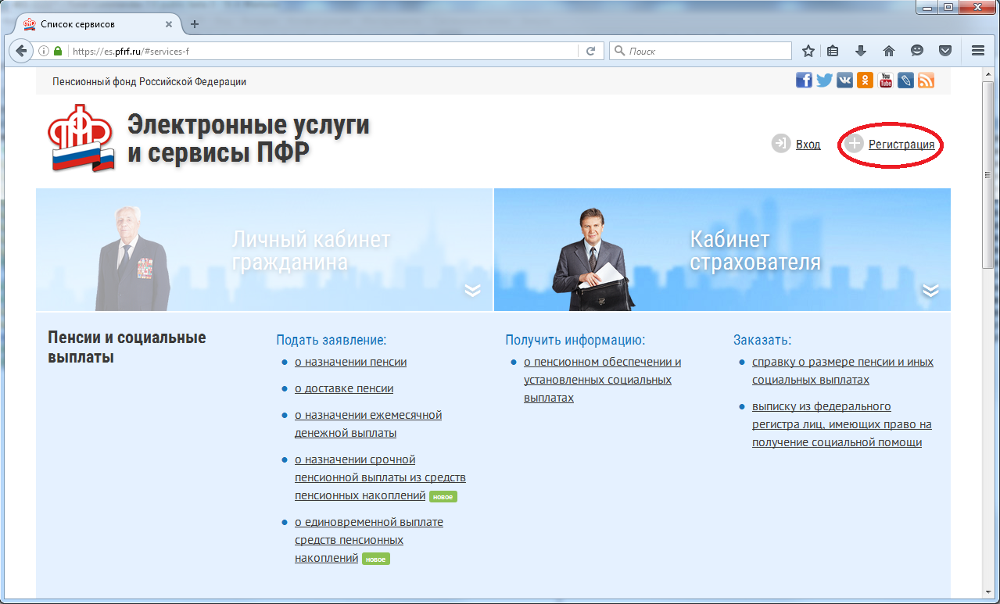 Список сервисов
https://es.pfrf.ru/#services-f
Поиск
Пенсионный фонд Российской Федерации
You
Tube
Электронные услуги
и сервисы ПФР
Вход
Регистрация
Личный кабинет
гражданина
Кабинет
страхователя
Пенсии и социальные
выплаты
Подать заявление:
о назначении пенсии
о доставке пенсии
о назначении ежемесячной
денежной выплаты
о назначении срочной
пенсионной выплаты из средств
пенсионных накоплений новое
о единовременной выплате
средств пенсионных
накоплений новое
Получить информацию:
о пенсионном обеспечении и
установленных социальных
выплатах
Заказать:
справку о размере пенсии и иных
социальных выплатах
выписку из федерального
регистра лиц, имеющих право на
получение социальной помощи